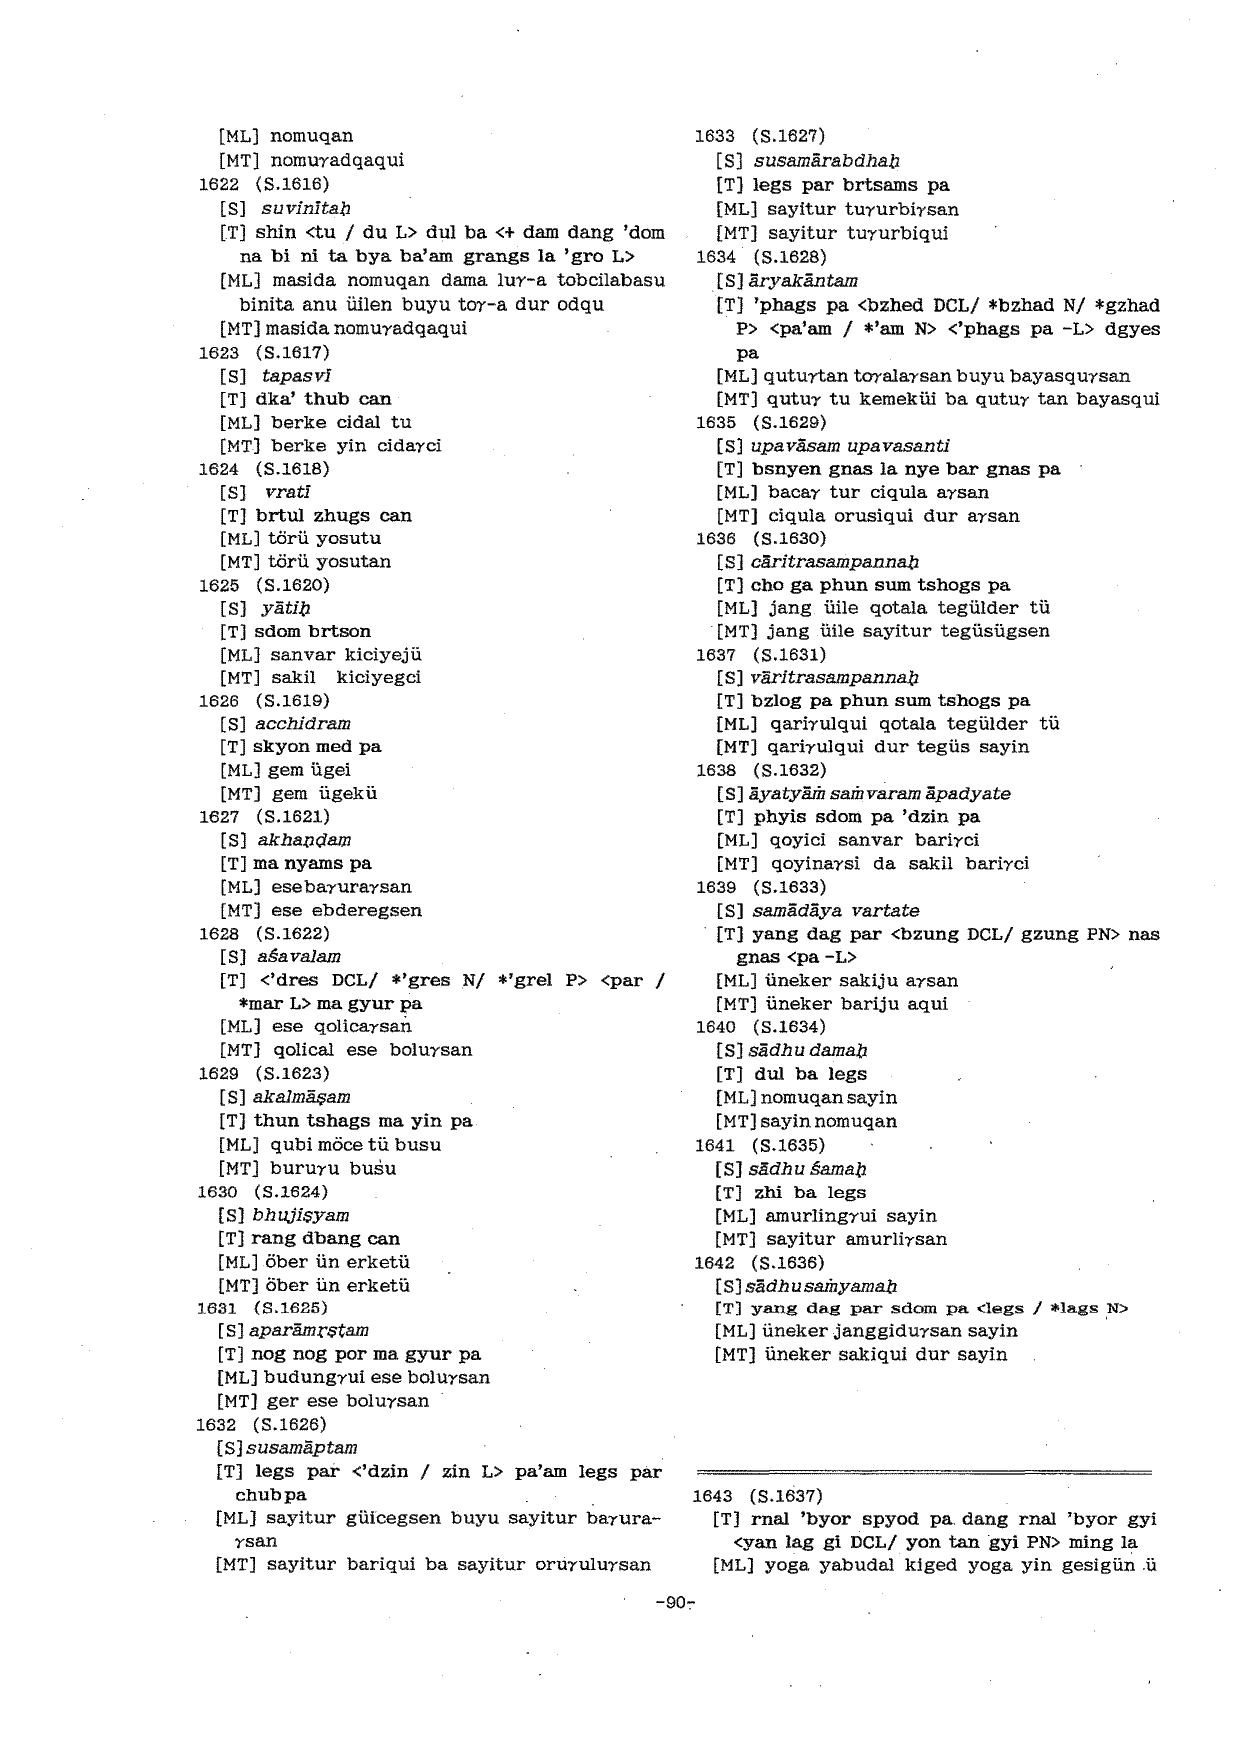 [ML] nomuqan
[MT] nomuγadqaqui
1622 (S.1616)
[S] suvinītaḥ
[T] shin <tu / du L> dul ba <+ dam dang 'dom
na bi ni ta bya ba'am grangs la 'gro L>
[ML] masida nomuqan dama luγ-a tobcilabasu
binita anu üilen buyu toγ-a dur odqu
[MT] masida nomuγadqaqui
1623 (S.1617)
[S] tapasvī
[T] dka' thub can
[ML] berke cidal tu
[MT] berke yin cidaγci
1624 (S.1618)
[S] vratī
[T] brtul zhugs can
[ML] törü yosutu
[MT] törü yosutan
1625 (S.1620)
[S] yātiḥ
[T] sdom brtson
[ML] sanvar kiciyejü
[MT] sakil kiciyegci
1626 (S.1619)
[S] acchidram
[T] skyon med pa
[ML] gem ügei
[MT] gem ügekü
1627 (S.1621)
[S] akhaṇḍam
[T] ma nyams pa
[ML] ese baγuraγsan
[MT] ese ebderegsen
1628 (S.1622)
[S] aśavalam
[T] <'dres DCL/ *'gres N/ *'grel P> <par /
*mar L> ma gyur pa
[ML] ese qolicaγsan
[MT] qolical ese boluγsan
1629 (S.1623)
[S] akalmāṣam
[T] thun tshags ma yin pa
[ML] qubi möce tü busu
[MT] buruγu busu
1630 (S.1624)
[S] bhujiṣyam
[T] rang dbang can
[ML] öber ün erketü
[MT] öber ün erketü
1631 (S.1625)
[S] aparāmṛṣṭam
[T] nog nog por ma gyur pa
[ML] budungγui ese boluγsan
[MT] ger ese boluγsan
1632 (S.1626)
[S] susamāptam
[T] legs par <'dzin / zin L> pa'am legs par
chub pa
[ML] sayitur güicegsen buyu sayitur baγura-
γsan
[MT] sayitur bariqui ba sayitur oruγuluγsan
1633 (S.1627)
[S] susamārabdhaḥ
[T] legs par brtsams pa
[ML] sayitur tuγurbiγsan
[MT] sayitur tuγurbiqui
1634 (S.1628)
[S] āryakāntam
[T] 'phags pa <bzhed DCL/ *bzhad N/ *gzhad
P> <pa'am / *'am N> <'phags pa -L> dgyes
pa
[ML] qutuγtan toγalaγsan buyu bayasquγsan
[MT] qutuγ tu kemeküi ba qutuγ tan bayasqui
1635 (S.1629)
[S] upavāsam upavasanti
[T] bsnyen gnas la nye bar gnas pa
[ML] bacaγ tur ciqula aγsan
[MT] ciqula orusiqui dur aγsan
1636 (S.1630)
[S] cāritrasampannaḥ
[T] cho ga phun sum tshogs pa
[ML] jang üile qotala tegülder tü
[MT] jang üile sayitur tegüsügsen
1637 (S.1631)
[S] vāritrasampannaḥ
[T] bzlog pa phun sum tshogs pa
[ML] qariγulqui qotala tegülder tü
[MT] qariγulqui dur tegüs sayin
1638 (S.1632)
[S] āyatyāṁ saṁvaram āpadyate
[T] phyis sdom pa 'dzin pa
[ML] qoyici sanvar bariγci
[MT] qoyinaγsi da sakil bariγci
1639 (S.1633)
[S] samādāya vartate
[T] yang dag par <bzung DCL/ gzung PN> nas
gnas <pa -L>
[ML] üneker sakiju aγsan
[MT] üneker bariju aqui
1640 (S.1634)
[S] sādhu damaḥ
[T] dul ba legs
[ML] nomuqan sayin
[MT] sayin nomuqan
1641 (S.1635)
[S] sādhu śamaḥ
[T] zhi ba legs
[ML] amurlingγui sayin
[MT] sayitur amurliγsan
1642 (S.1636)
[S] sādhu saṁyamaḥ
[T] yang dag par sdom pa <legs / *lags N>
[ML] üneker janggiduγsan sayin
[MT] üneker sakiqui dur sayin
1643 (S.1637)
[T] rnal 'byor spyod pa dang rnal 'byor gyi
<yan lag gi DCL/ yon tan gyi PN> ming la
[ML] yoga yabudal kiged yoga yin gesigün ü
-90-